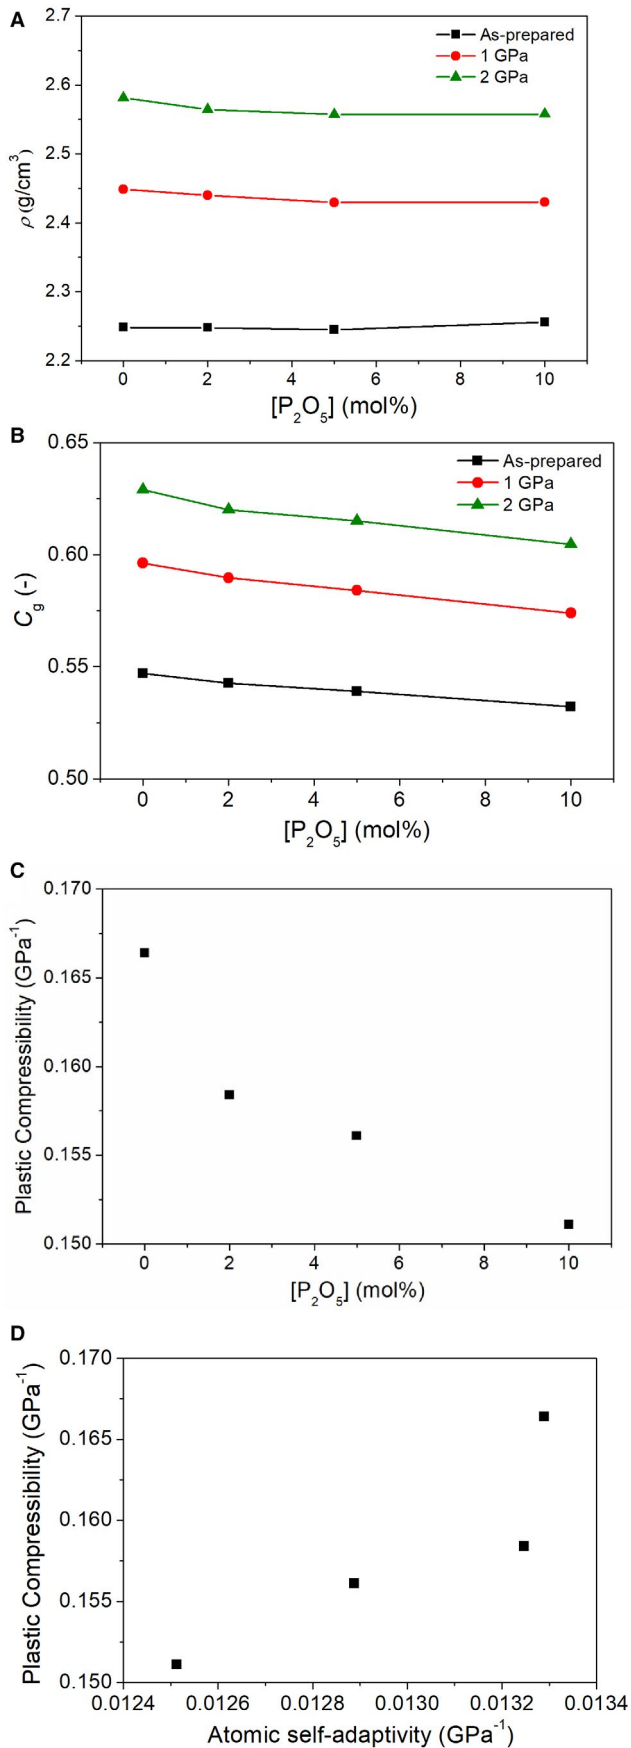 A
2.7
2.6
2.5
2.4
2.3
2.2
ρ (g/cm³)
As-prepared
1 GPa
2 GPa
0 2 4 6 8 10
[P₂O₅] (mol%)
B
0.65
0.60
0.55
0.50
C_g (-)
As-prepared
1 GPa
2 GPa
0 2 4 6 8 10
[P₂O₅] (mol%)
C
0.170
0.165
0.160
0.155
0.150
Plastic Compressibility (GPa⁻¹)
0 2 4 6 8 10
[P₂O₅] (mol%)
D
0.170
0.165
0.160
0.155
0.150
Plastic Compressibility (GPa⁻¹)
0.0124 0.0126 0.0128 0.0130 0.0132 0.0134
Atomic self-adaptivity (GPa⁻¹)